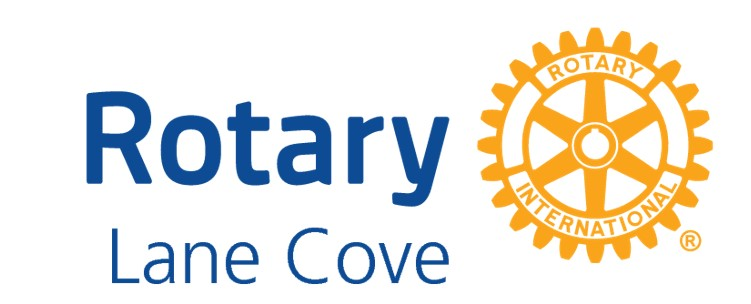 Rotary
Lane Cove
ROTARY
INTERNATIONAL
®